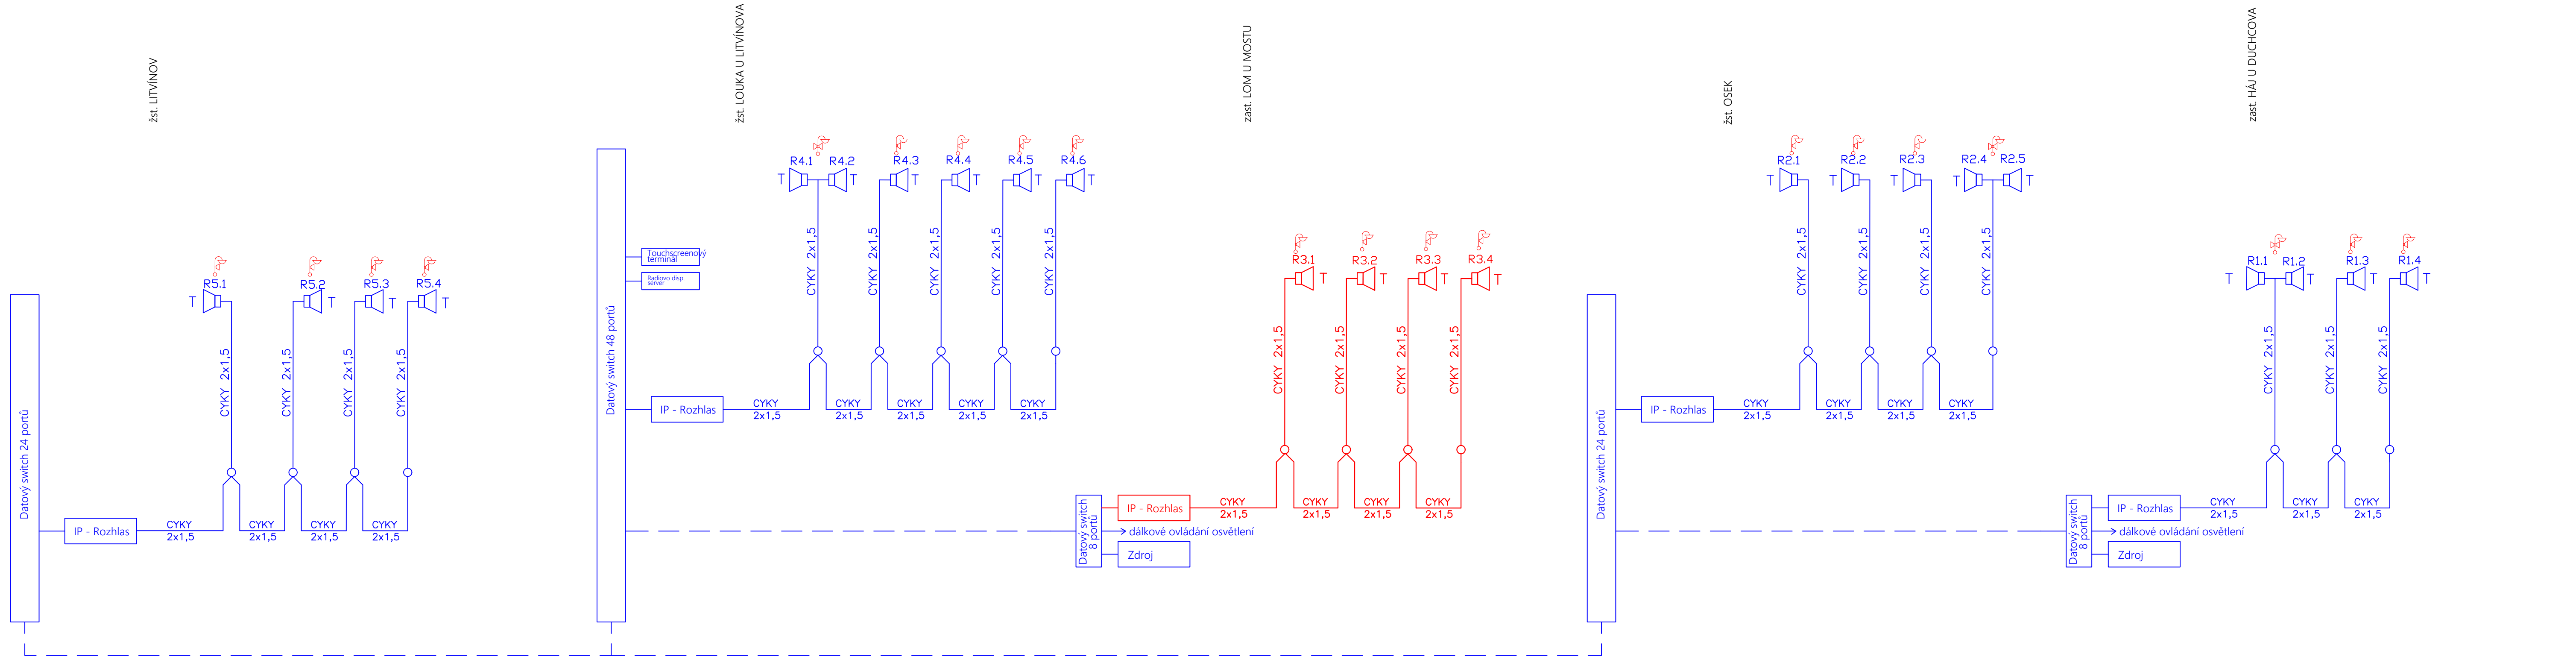 žst. LITVÍNOV
R5.1
R5.2
R5.3
R5.4
T
T
T
T
CYKY 2x1,5
CYKY 2x1,5
CYKY 2x1,5
CYKY 2x1,5
Datový switch 24 portů
IP - Rozhlas
CYKY
2x1,5
CYKY
2x1,5
CYKY
2x1,5
CYKY
2x1,5
žst. LOUKA U LITVÍNOVA
R4.1
R4.2
R4.3
R4.4
R4.5
R4.6
T
T
T
T
T
T
Touchscreenový
terminál
Radiovo disp.
server
CYKY 2x1,5
CYKY 2x1,5
CYKY 2x1,5
CYKY 2x1,5
CYKY 2x1,5
Datový switch 48 portů
IP - Rozhlas
CYKY
2x1,5
CYKY
2x1,5
CYKY
2x1,5
CYKY
2x1,5
CYKY
2x1,5
zast. LOM U MOSTU
R3.1
R3.2
R3.3
R3.4
T
T
T
T
CYKY 2x1,5
CYKY 2x1,5
CYKY 2x1,5
CYKY 2x1,5
Datový switch
8 portů
IP - Rozhlas
CYKY
2x1,5
CYKY
2x1,5
CYKY
2x1,5
CYKY
2x1,5
dálkové ovládání osvětlení
Zdroj
žst. OSEK
R2.1
R2.2
R2.3
R2.4
R2.5
T
T
T
T
T
CYKY 2x1,5
CYKY 2x1,5
CYKY 2x1,5
CYKY 2x1,5
Datový switch 24 portů
IP - Rozhlas
CYKY
2x1,5
CYKY
2x1,5
CYKY
2x1,5
CYKY
2x1,5
zast. HÁJ U DUCHCOVA
R1.1
R1.2
R1.3
R1.4
T
T
T
T
CYKY 2x1,5
CYKY 2x1,5
CYKY 2x1,5
Datový switch
8 portů
IP - Rozhlas
CYKY
2x1,5
CYKY
2x1,5
CYKY
2x1,5
dálkové ovládání osvětlení
Zdroj